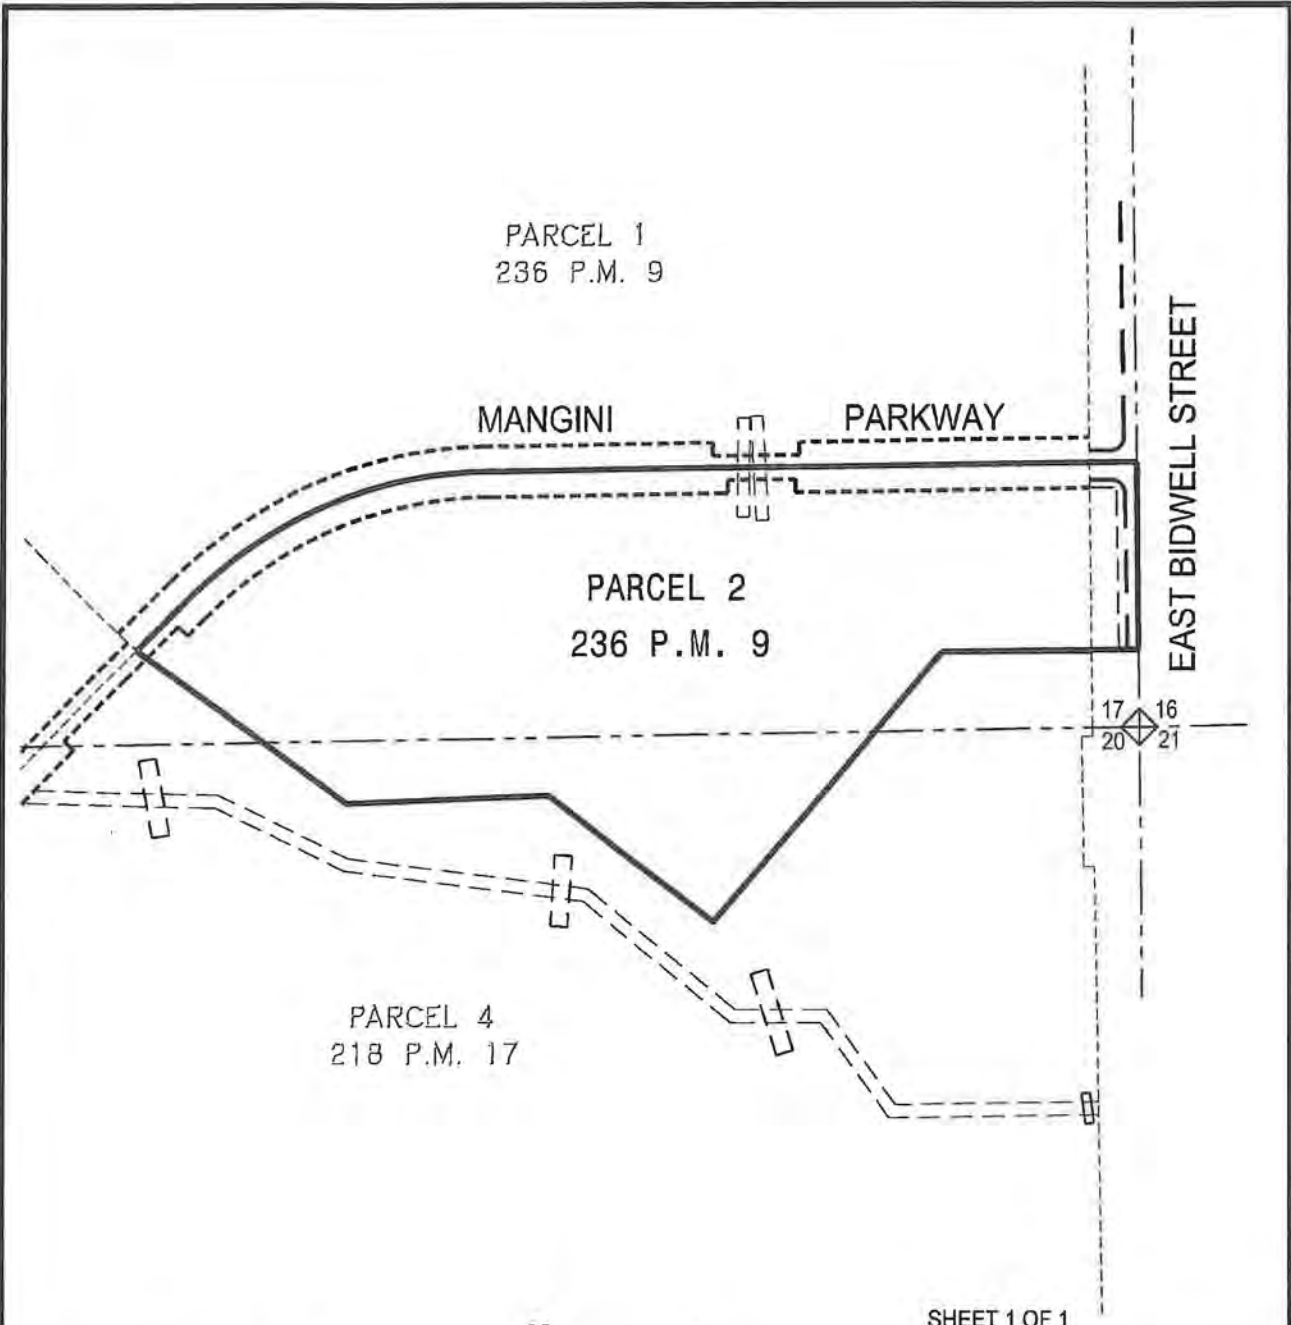 PARCEL 1
236 P.M. 9
MANGINI PARKWAY
EAST BIDWELL STREET
PARCEL 2
236 P.M. 9
17 16
20 21
PARCEL 4
218 P.M. 17
SHEET 1 OF 1